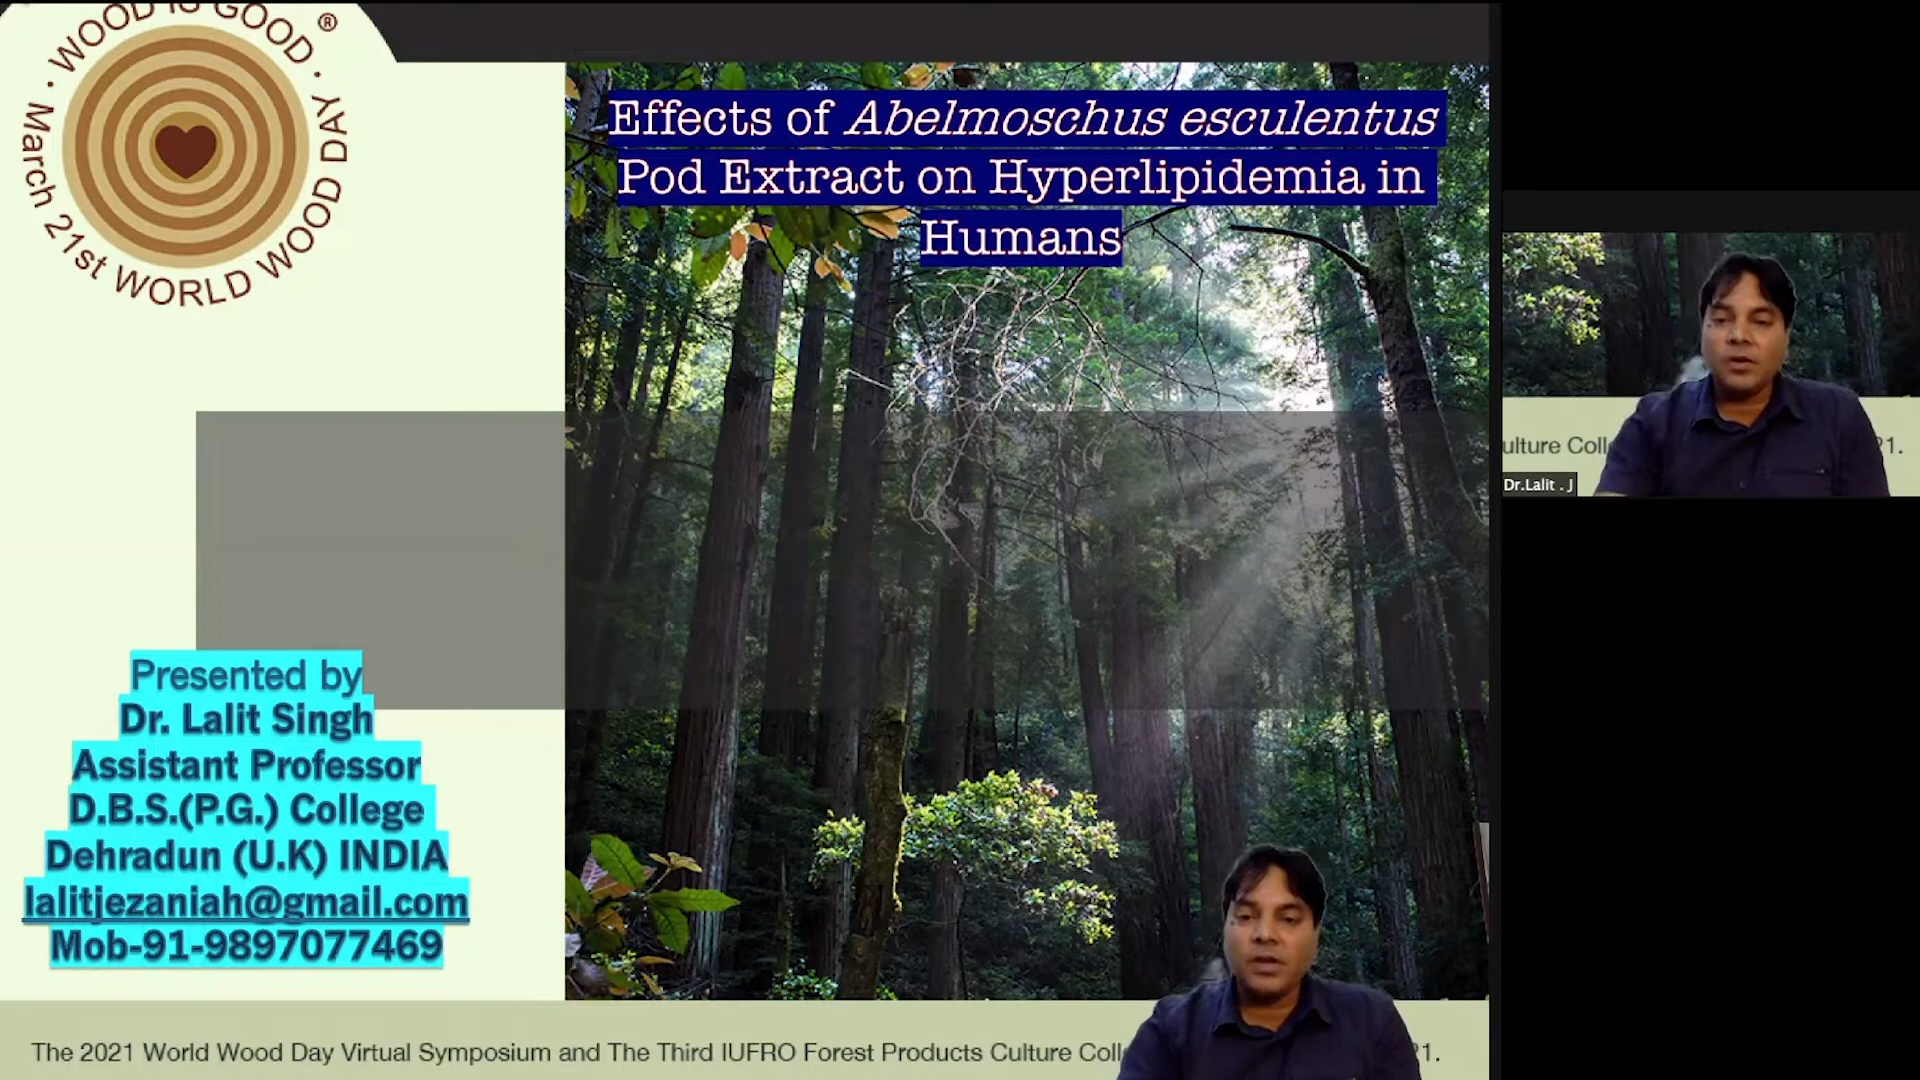 · WOOD IS GOOD ·
®
March 21st WORLD WOOD DAY
Effects of Abelmoschus esculentus
Pod Extract on Hyperlipidemia in
Humans
Presented by
Dr. Lalit Singh
Assistant Professor
D.B.S.(P.G.) College
Dehradun (U.K) INDIA
lalitjezaniah@gmail.com
Mob-91-9897077469
The 2021 World Wood Day Virtual Symposium and The Third IUFRO Forest Products Culture Coll
1.
ulture Coll
21.
Dr.Lalit . J